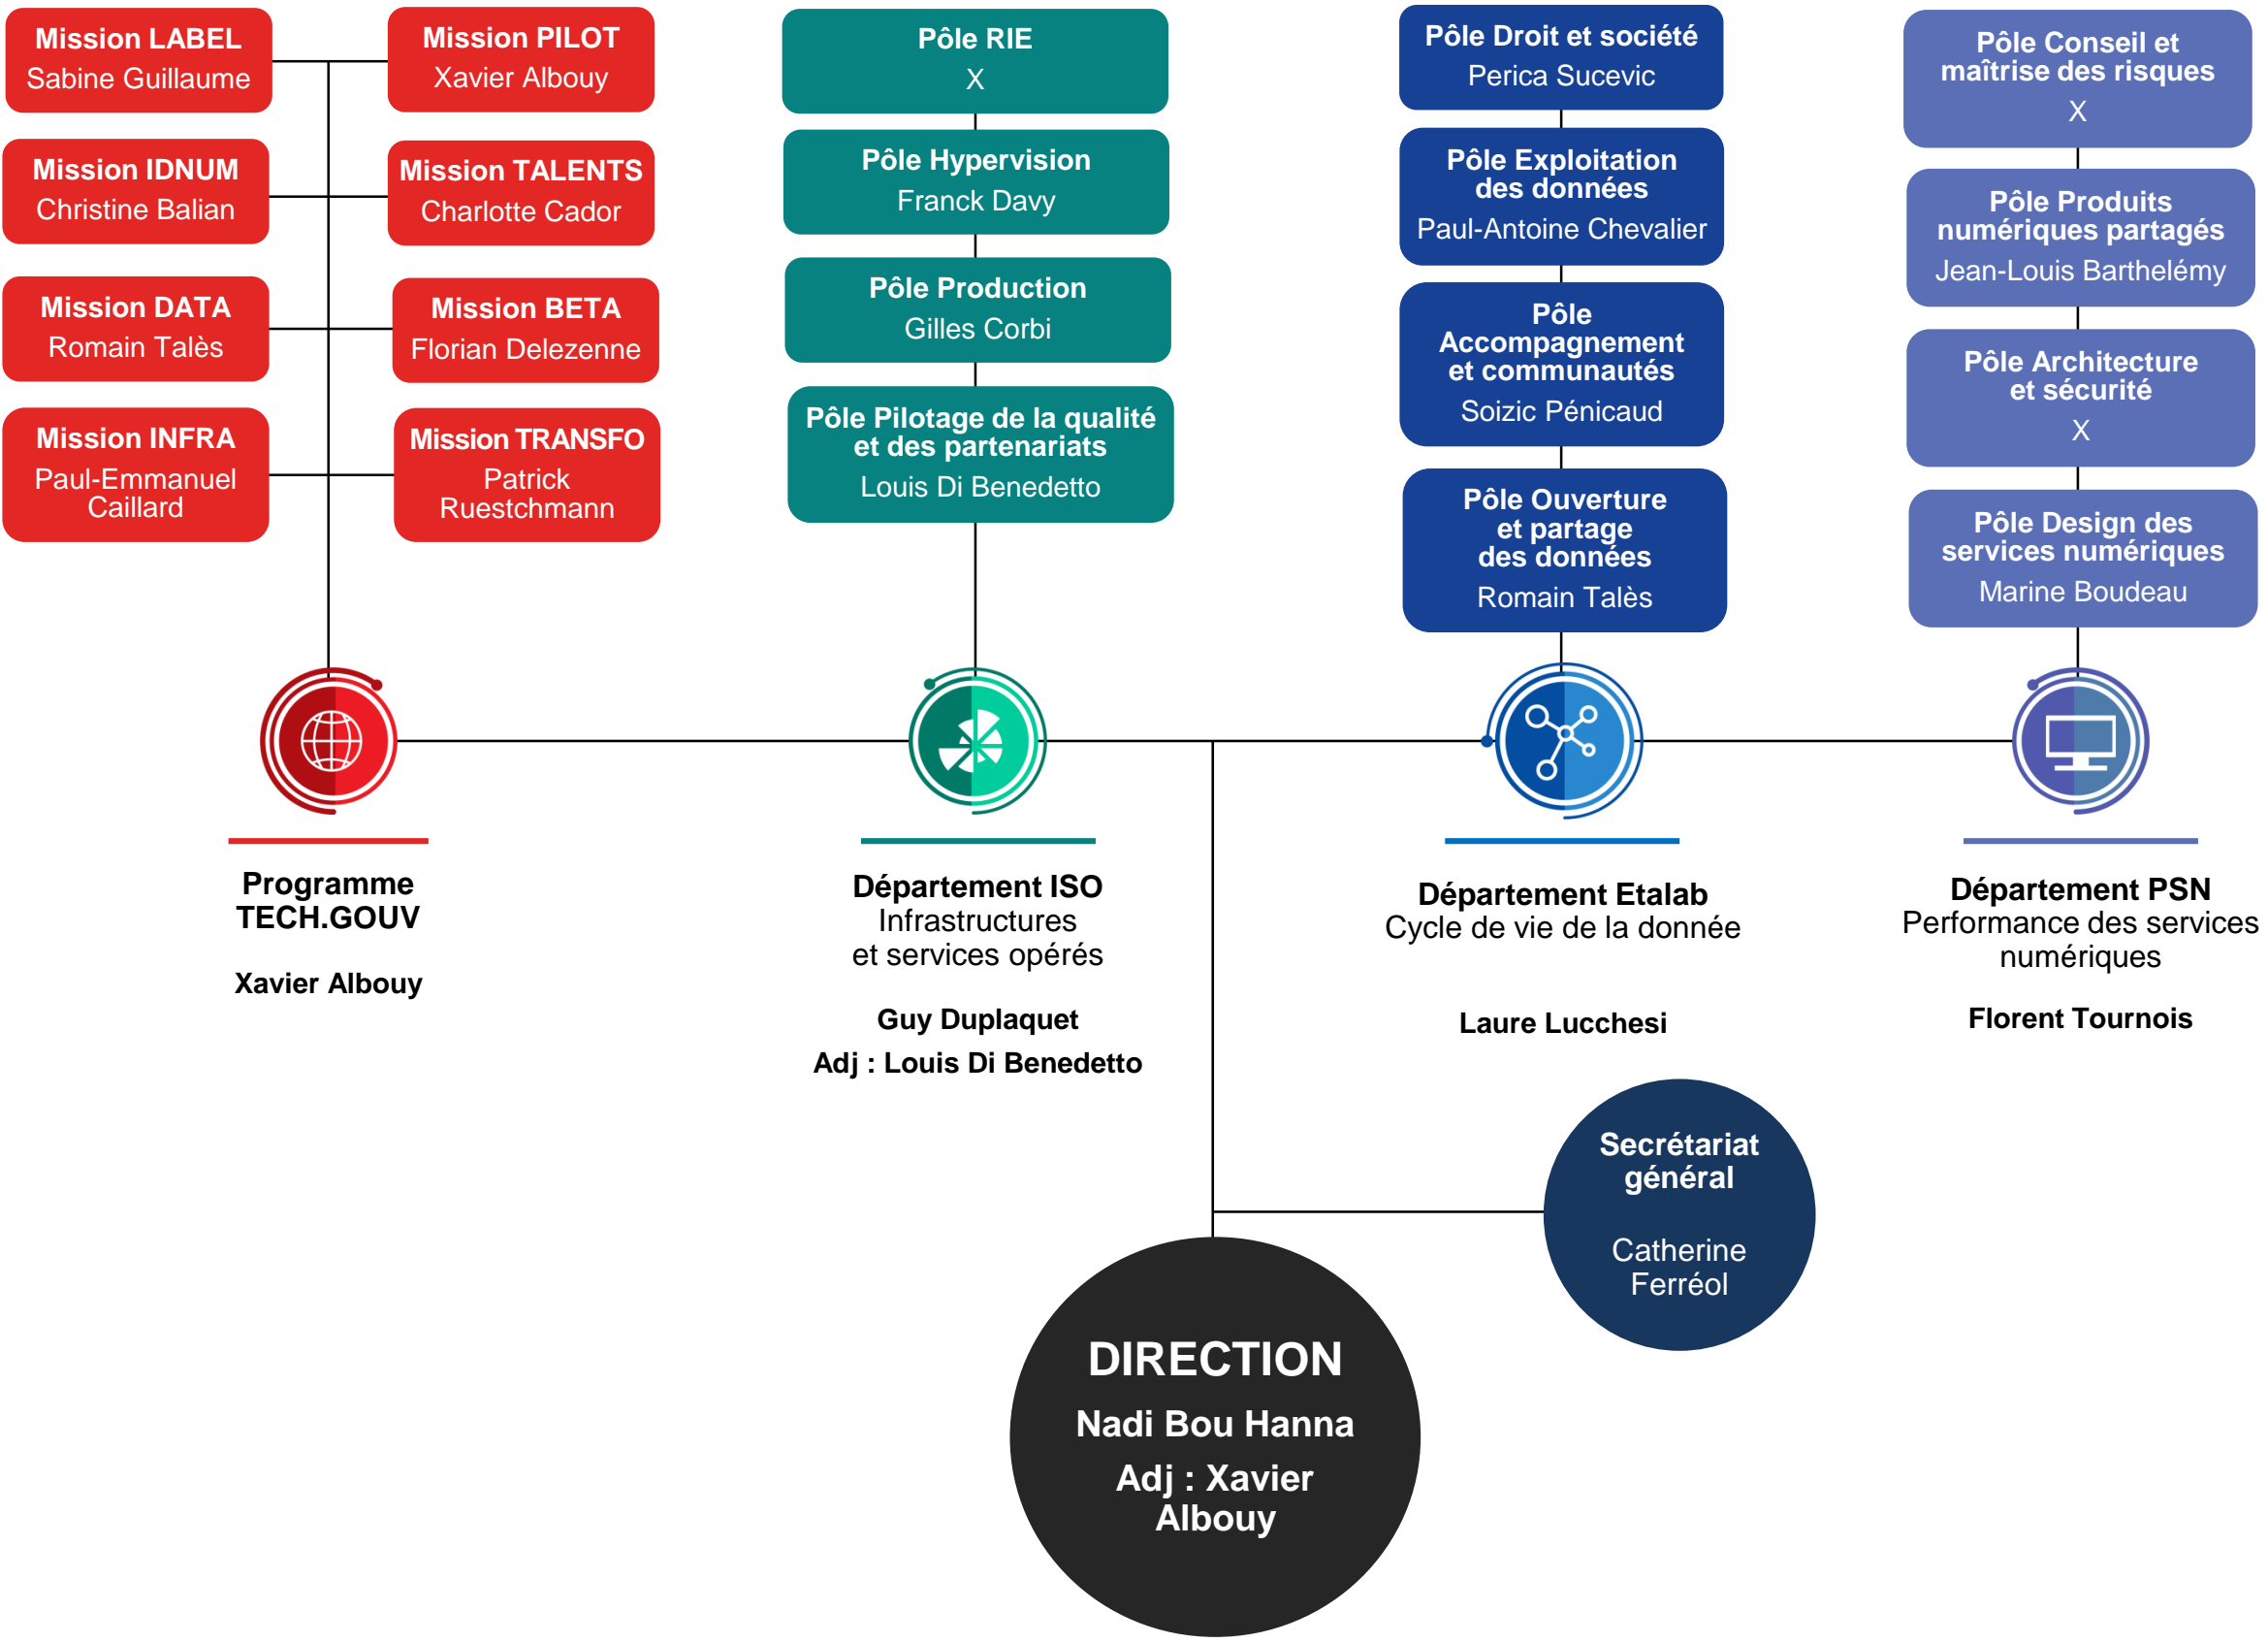 Mission LABEL
Sabine Guillaume
Mission PILOT
Xavier Albouy
Mission IDNUM
Christine Balian
Mission TALENTS
Charlotte Cador
Mission DATA
Romain Talès
Mission BETA
Florian Delezenne
Mission INFRA
Paul-Emmanuel
Caillard
Mission TRANSFO
Patrick
Ruestchmann
Pôle RIE
X
Pôle Hypervision
Franck Davy
Pôle Production
Gilles Corbi
Pôle Pilotage de la qualité
et des partenariats
Louis Di Benedetto
Pôle Droit et société
Perica Sucevic
Pôle Exploitation
des données
Paul-Antoine Chevalier
Pôle
Accompagnement
et communautés
Soizic Pénicaud
Pôle Ouverture
et partage
des données
Romain Talès
Pôle Conseil et
maîtrise des risques
X
Pôle Produits
numériques partagés
Jean-Louis Barthelémy
Pôle Architecture
et sécurité
X
Pôle Design des
services numériques
Marine Boudeau
Programme
TECH.GOUV
Xavier Albouy
Département ISO
Infrastructures
et services opérés
Guy Duplaquet
Adj : Louis Di Benedetto
Département Etalab
Cycle de vie de la donnée
Laure Lucchesi
Département PSN
Performance des services
numériques
Florent Tournois
Secrétariat
général
Catherine
Ferréol
DIRECTION
Nadi Bou Hanna
Adj : Xavier
Albouy